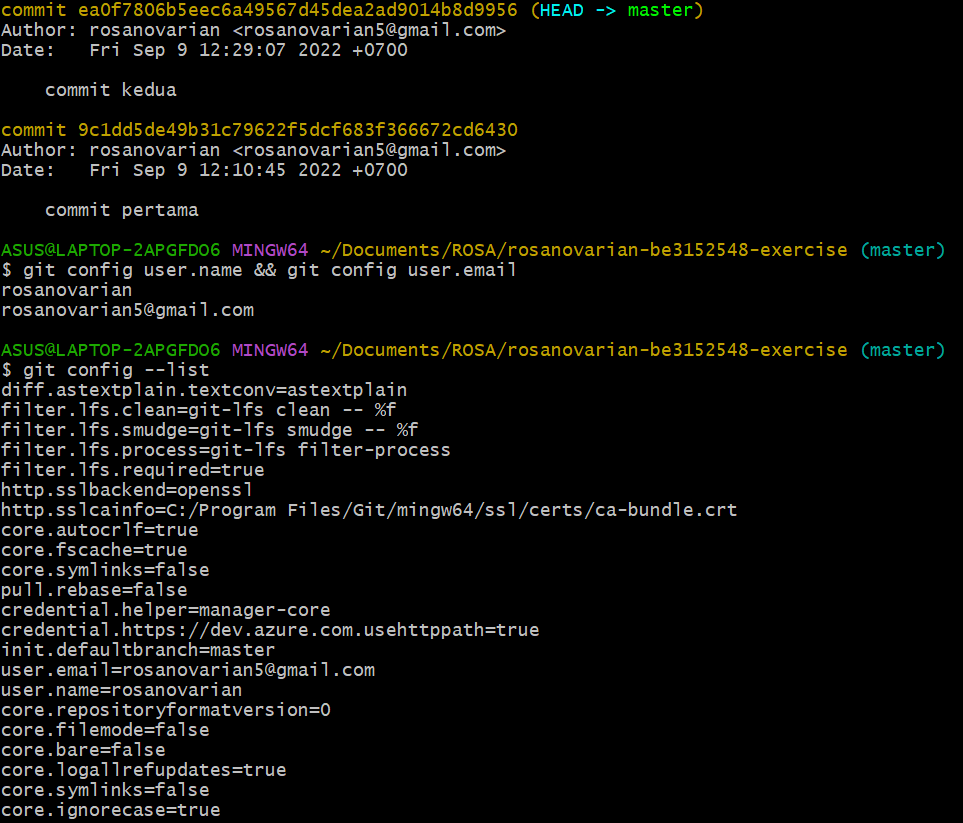 commit ea0f7806b5eec6a49567d45dea2ad9014b8d9956 (HEAD -> master)
Author: rosanovarian <rosanovarian5@gmail.com>
Date:   Fri Sep 9 12:29:07 2022 +0700

    commit kedua

commit 9c1dd5de49b31c79622f5dcf683f366672cd6430
Author: rosanovarian <rosanovarian5@gmail.com>
Date:   Fri Sep 9 12:10:45 2022 +0700

    commit pertama

ASUS@LAPTOP-2APGFDO6 MINGW64 ~/Documents/ROSA/rosanovarian-be3152548-exercise (master)
$ git config user.name && git config user.email
rosanovarian
rosanovarian5@gmail.com

ASUS@LAPTOP-2APGFDO6 MINGW64 ~/Documents/ROSA/rosanovarian-be3152548-exercise (master)
$ git config --list
diff.astextplain.textconv=astextplain
filter.lfs.clean=git-lfs clean -- %f
filter.lfs.smudge=git-lfs smudge -- %f
filter.lfs.process=git-lfs filter-process
filter.lfs.required=true
http.sslbackend=openssl
http.sslcainfo=C:/Program Files/Git/mingw64/ssl/certs/ca-bundle.crt
core.autocrlf=true
core.fscache=true
core.symlinks=false
pull.rebase=false
credential.helper=manager-core
credential.https://dev.azure.com.usehttppath=true
init.defaultbranch=master
user.email=rosanovarian5@gmail.com
user.name=rosanovarian
core.repositoryformatversion=0
core.filemode=false
core.bare=false
core.logallrefupdates=true
core.symlinks=false
core.ignorecase=true